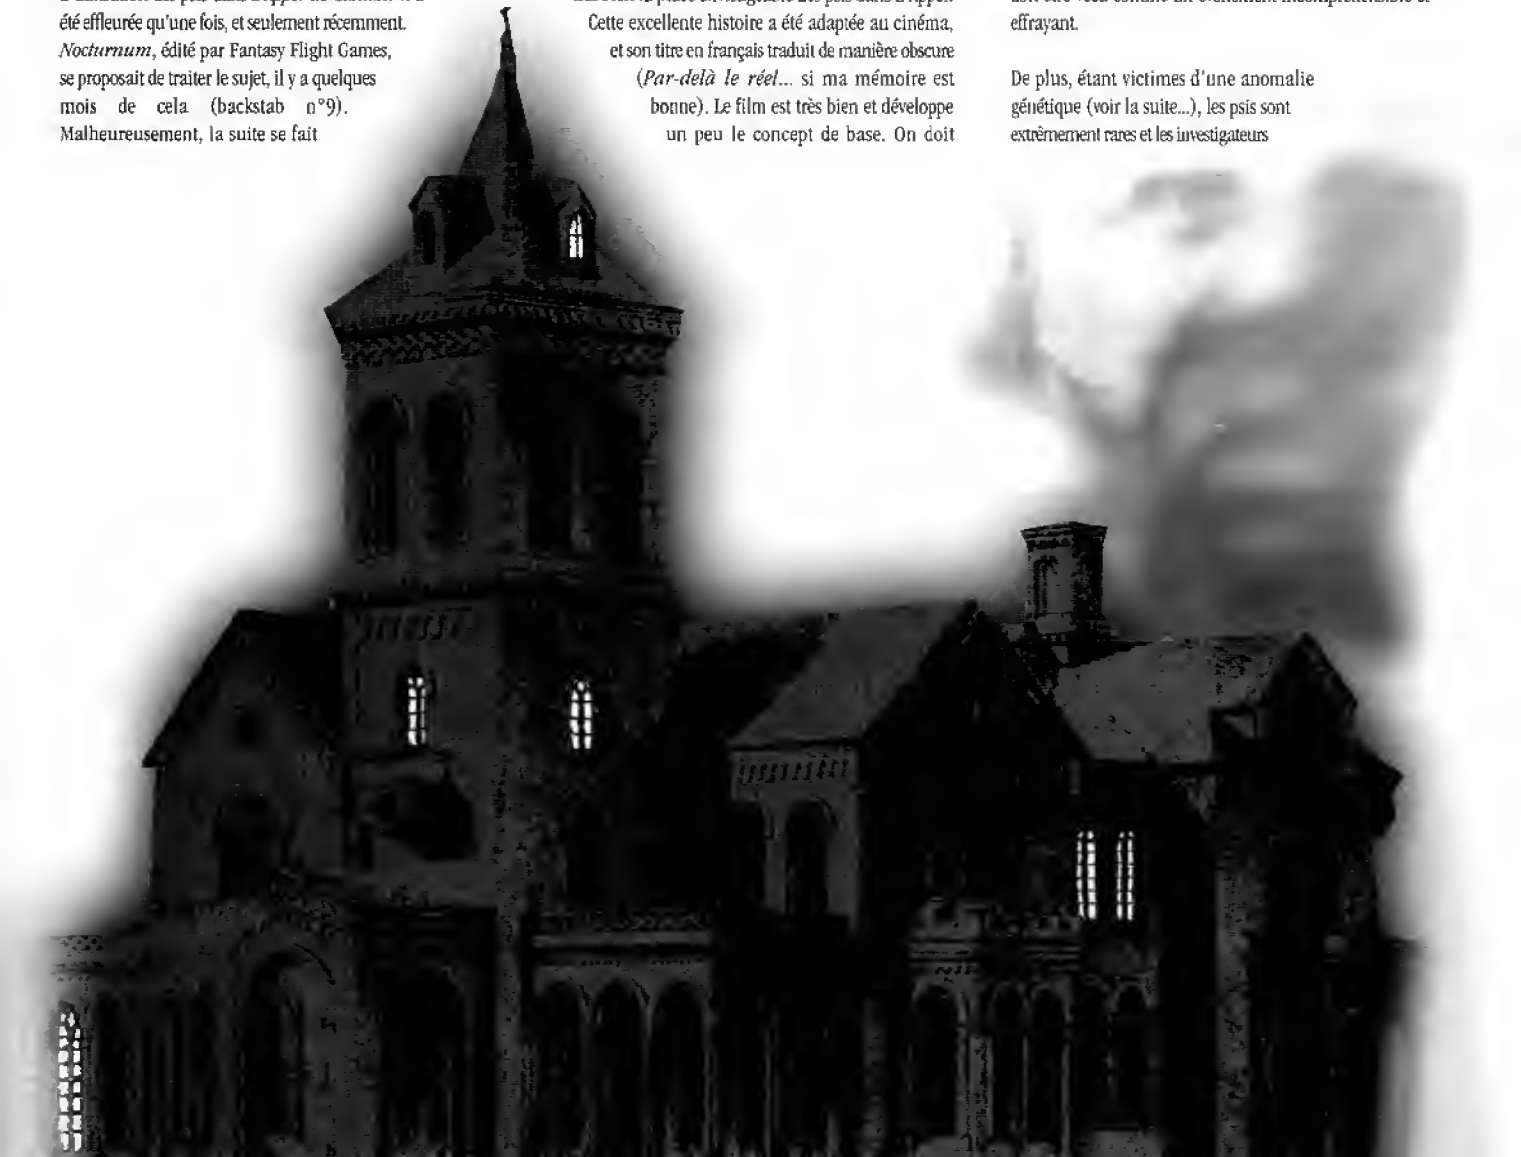 été effleurée qu'une fois, et seulement récemment.
Nocturnum, édité par Fantasy Flight Games,
se proposait de traiter le sujet, il y a quelques
mois de cela (backstab n°9).
Malheureusement, la suite se fait
Cette excellente histoire a été adaptée au cinéma,
et son titre en français traduit de manière obscure
(Par-delà le réel... si ma mémoire est
bonne). Le film est très bien et développe
un peu le concept de base. On doit
effrayant.
De plus, étant victimes d'une anomalie
génétique (voir la suite...), les psis sont
extrêmement rares et les investigateurs